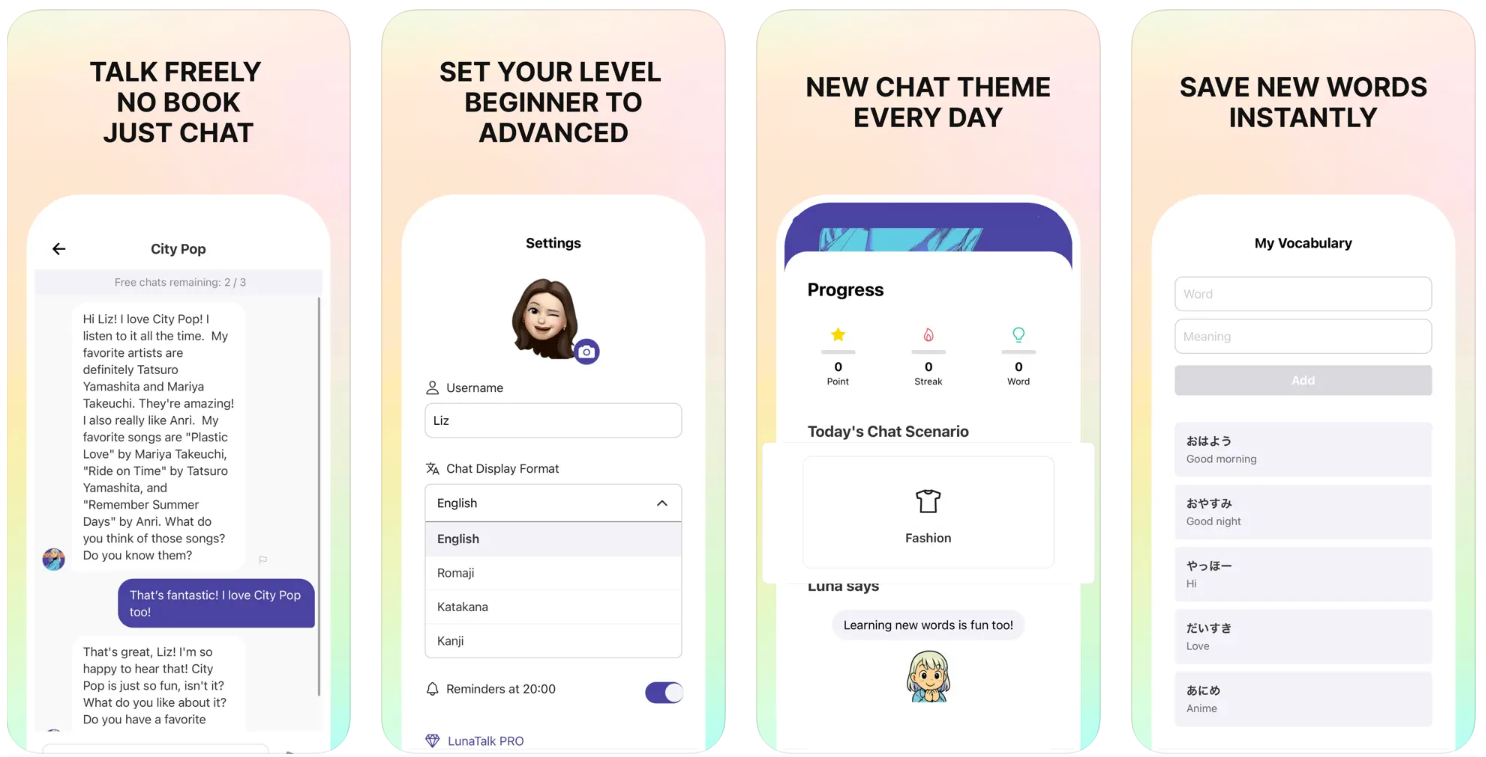 TALK FREELY
NO BOOK
JUST CHAT
City Pop
Free chats remaining: 2 / 3
Hi Liz! I love City Pop! I
listen to it all the time.  My
favorite artists are
definitely Tatsuro
Yamashita and Mariya
Takeuchi. They're amazing!
I also really like Anri.  My
favorite songs are "Plastic
Love" by Mariya Takeuchi,
"Ride on Time" by Tatsuro
Yamashita, and
"Remember Summer
Days" by Anri. What do
you think of those songs?
Do you know them?
That's fantastic! I love City Pop
too!
That's great, Liz! I'm so
happy to hear that! City
Pop is just so fun, isn't it?
What do you like about it?
Do you have a favorite
SET YOUR LEVEL
BEGINNER TO
ADVANCED
Settings
Username
Liz
Chat Display Format
English
English
Romaji
Katakana
Kanji
Reminders at 20:00
LunaTalk PRO
NEW CHAT THEME
EVERY DAY
Progress
0
Point
0
Streak
0
Word
Today's Chat Scenario
Fashion
Luna says
Learning new words is fun too!
SAVE NEW WORDS
INSTANTLY
My Vocabulary
Word
Meaning
Add
おはよう
Good morning
おやすみ
Good night
やっほー
Hi
だいすき
Love
あにめ
Anime